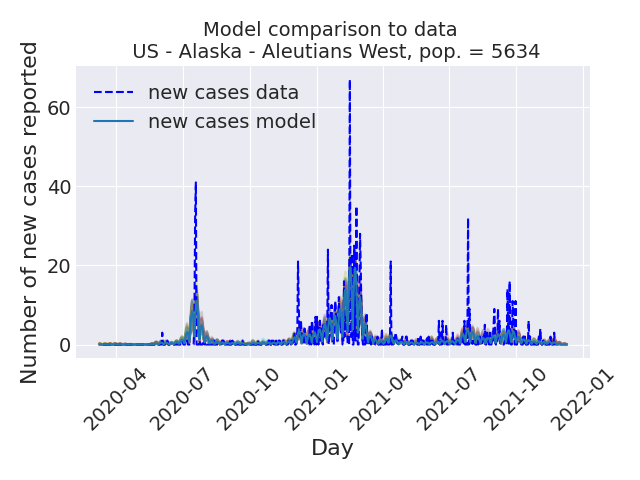 Model comparison to data
US - Alaska - Aleutians West, pop. = 5634
Number of new cases reported
60
40
20
0
new cases data
new cases model
2020-04
2020-07
2020-10
2021-01
2021-04
2021-07
2021-10
2022-01
Day